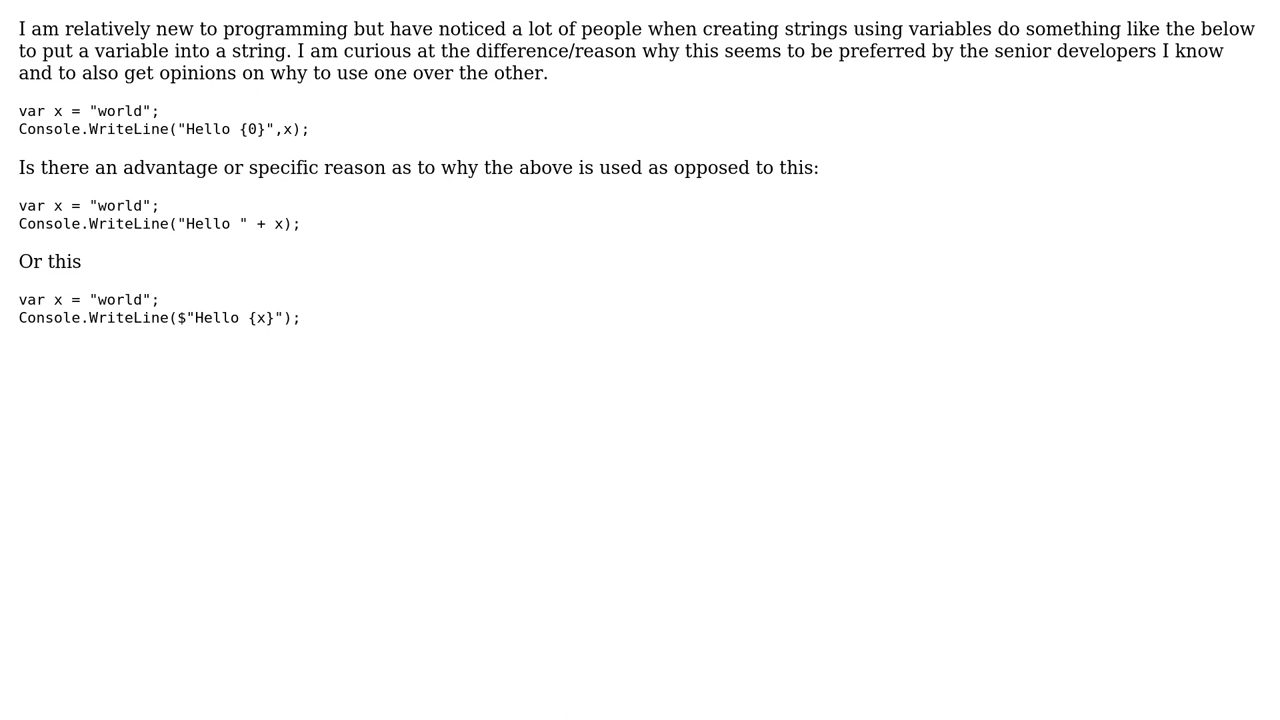 I am relatively new to programming but have noticed a lot of people when creating strings using variables do something like the below
to put a variable into a string. I am curious at the difference/reason why this seems to be preferred by the senior developers I know
and to also get opinions on why to use one over the other.
var x = "world";
Console.WriteLine("Hello {0}",x);
Is there an advantage or specific reason as to why the above is used as opposed to this:
var x = "world";
Console.WriteLine("Hello " + x);
Or this
var x = "world";
Console.WriteLine($"Hello {x}");